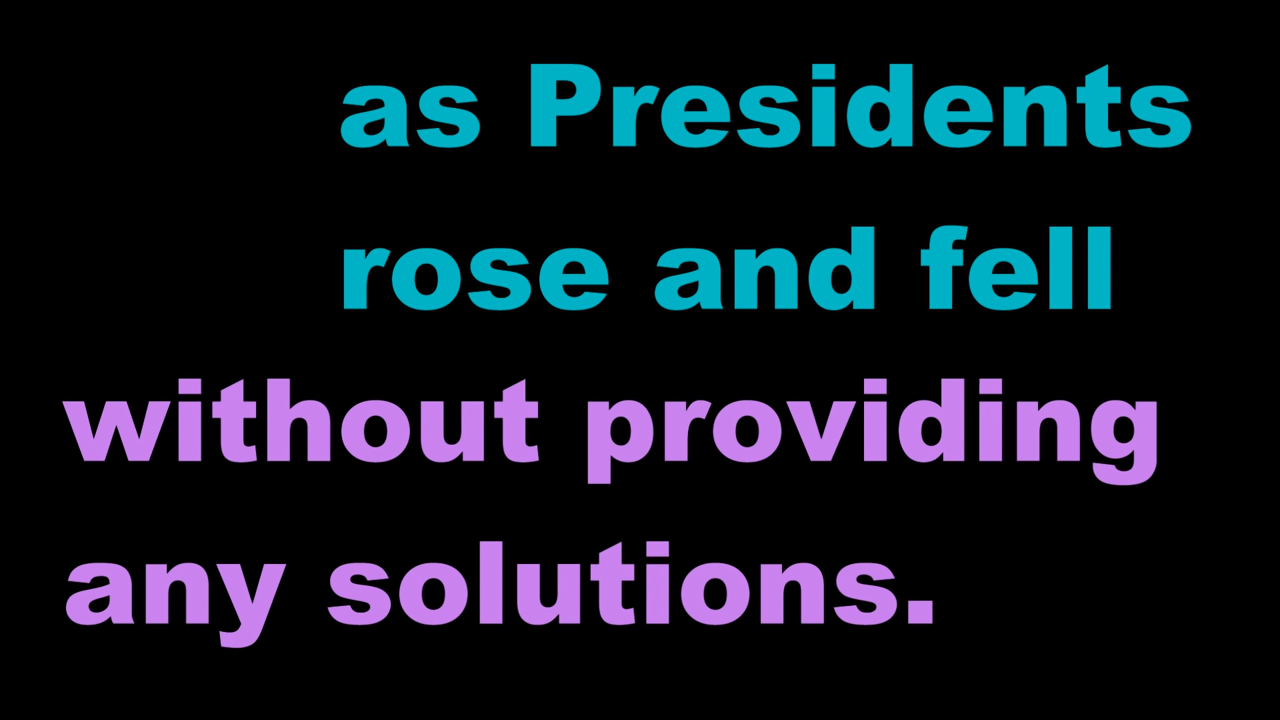 as Presidents
rose and fell
without providing
any solutions.